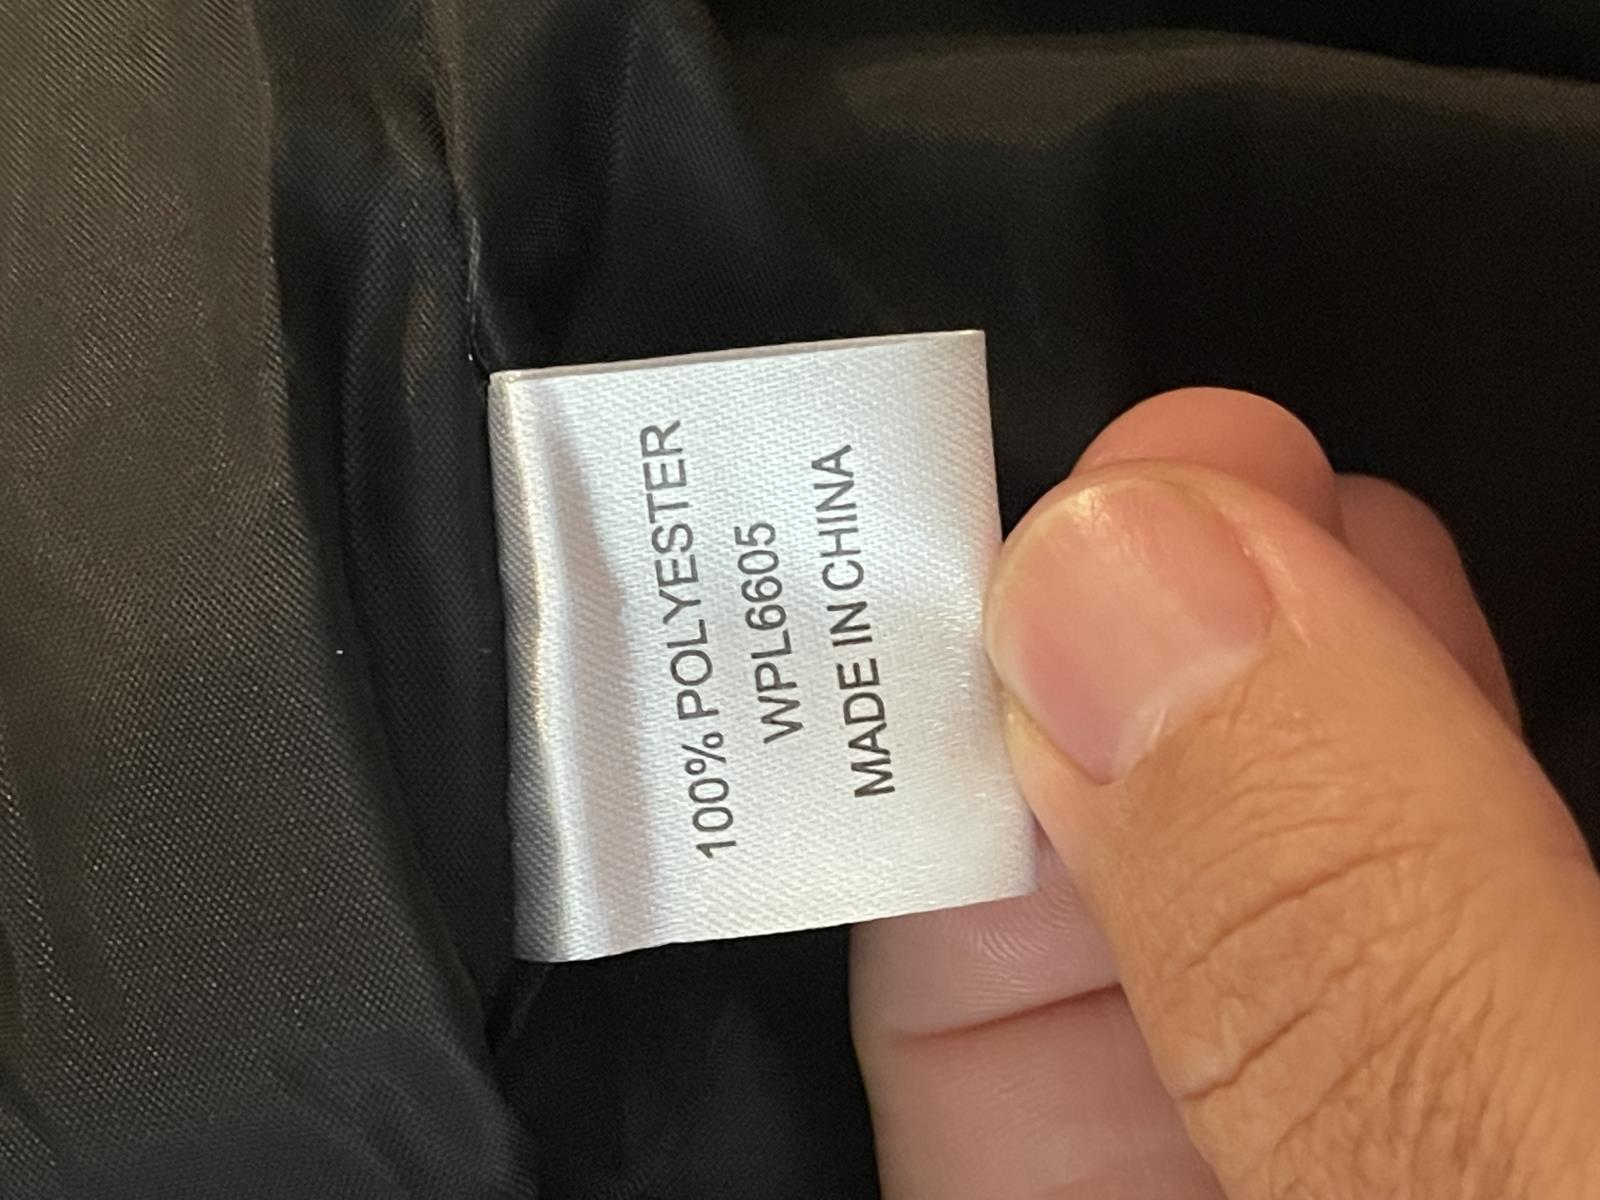 100% POLYESTER
WPL6605
MADE IN CHINA